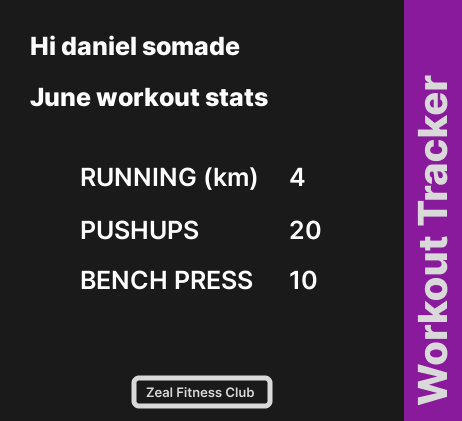 Hi daniel somade
June workout stats
RUNNING (km) 4
PUSHUPS 20
BENCH PRESS 10
Zeal Fitness Club
Workout Tracker